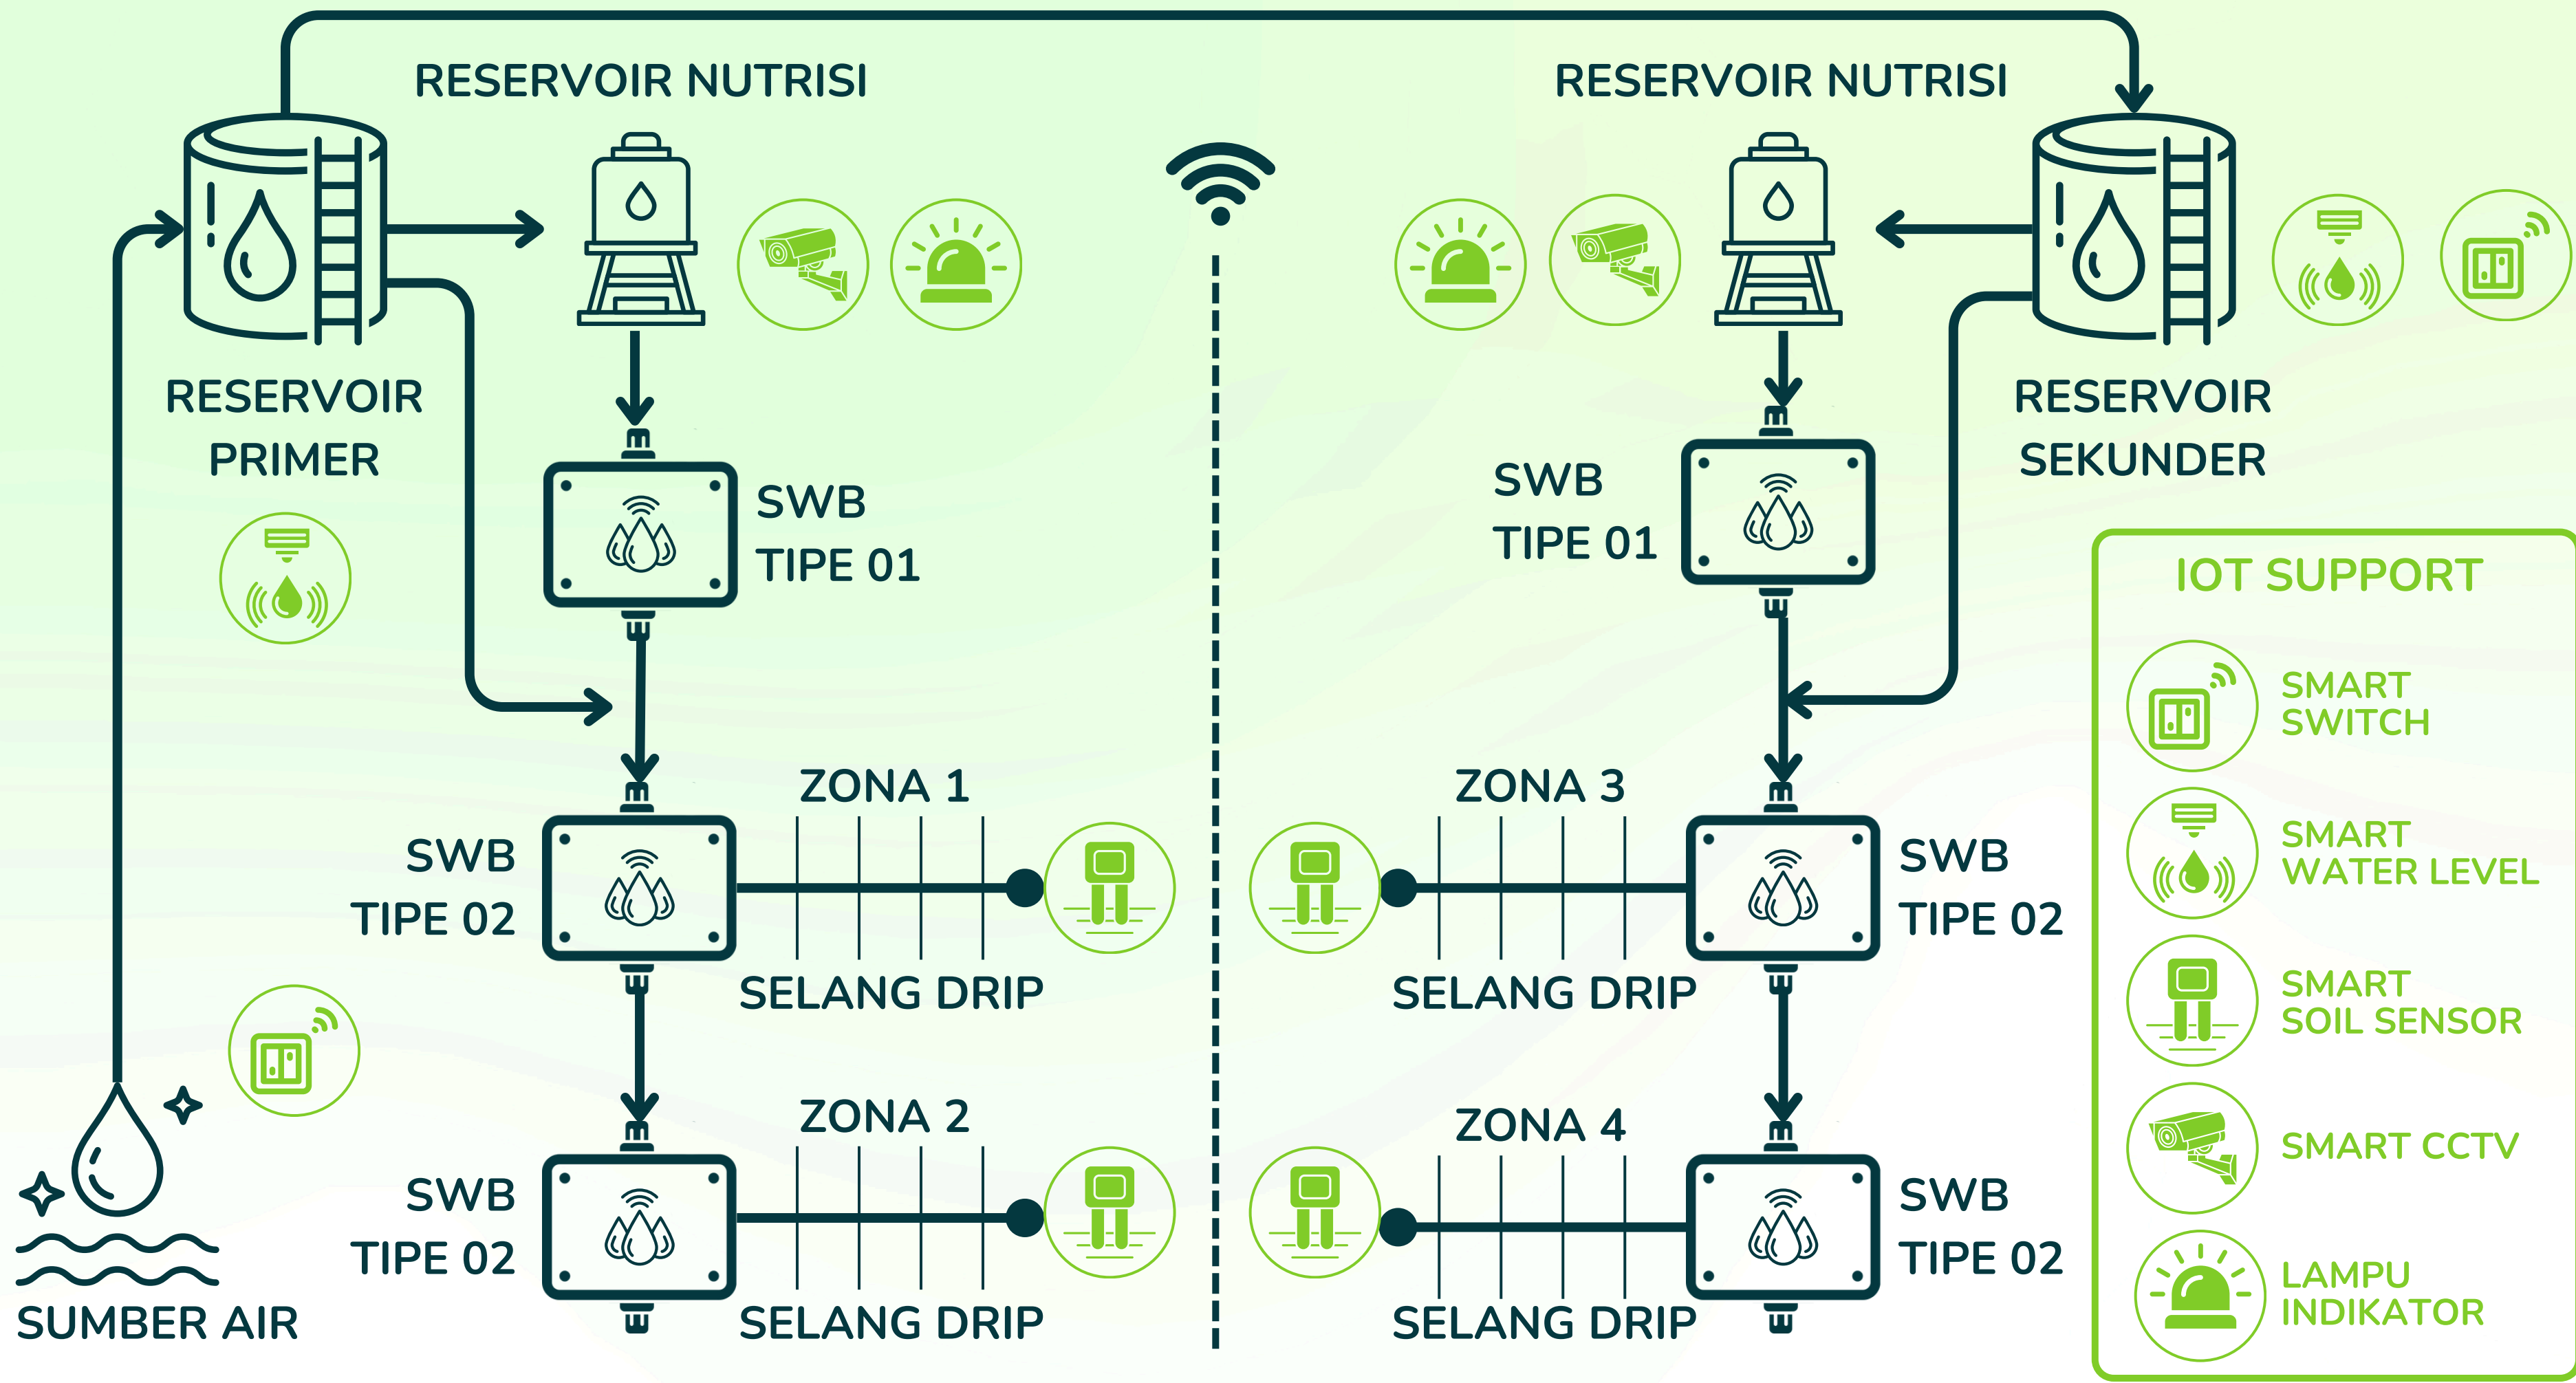 RESERVOIR NUTRISI
RESERVOIR NUTRISI
RESERVOIR
PRIMER
RESERVOIR
SEKUNDER
SWB
TIPE 01
SWB
TIPE 01
ZONA 1
SWB
TIPE 02
SELANG DRIP
ZONA 3
SWB
TIPE 02
SELANG DRIP
ZONA 2
SWB
TIPE 02
SELANG DRIP
ZONA 4
SWB
TIPE 02
SELANG DRIP
SUMBER AIR
IOT SUPPORT
SMART
SWITCH
SMART
WATER LEVEL
SMART
SOIL SENSOR
SMART CCTV
LAMPU
INDIKATOR